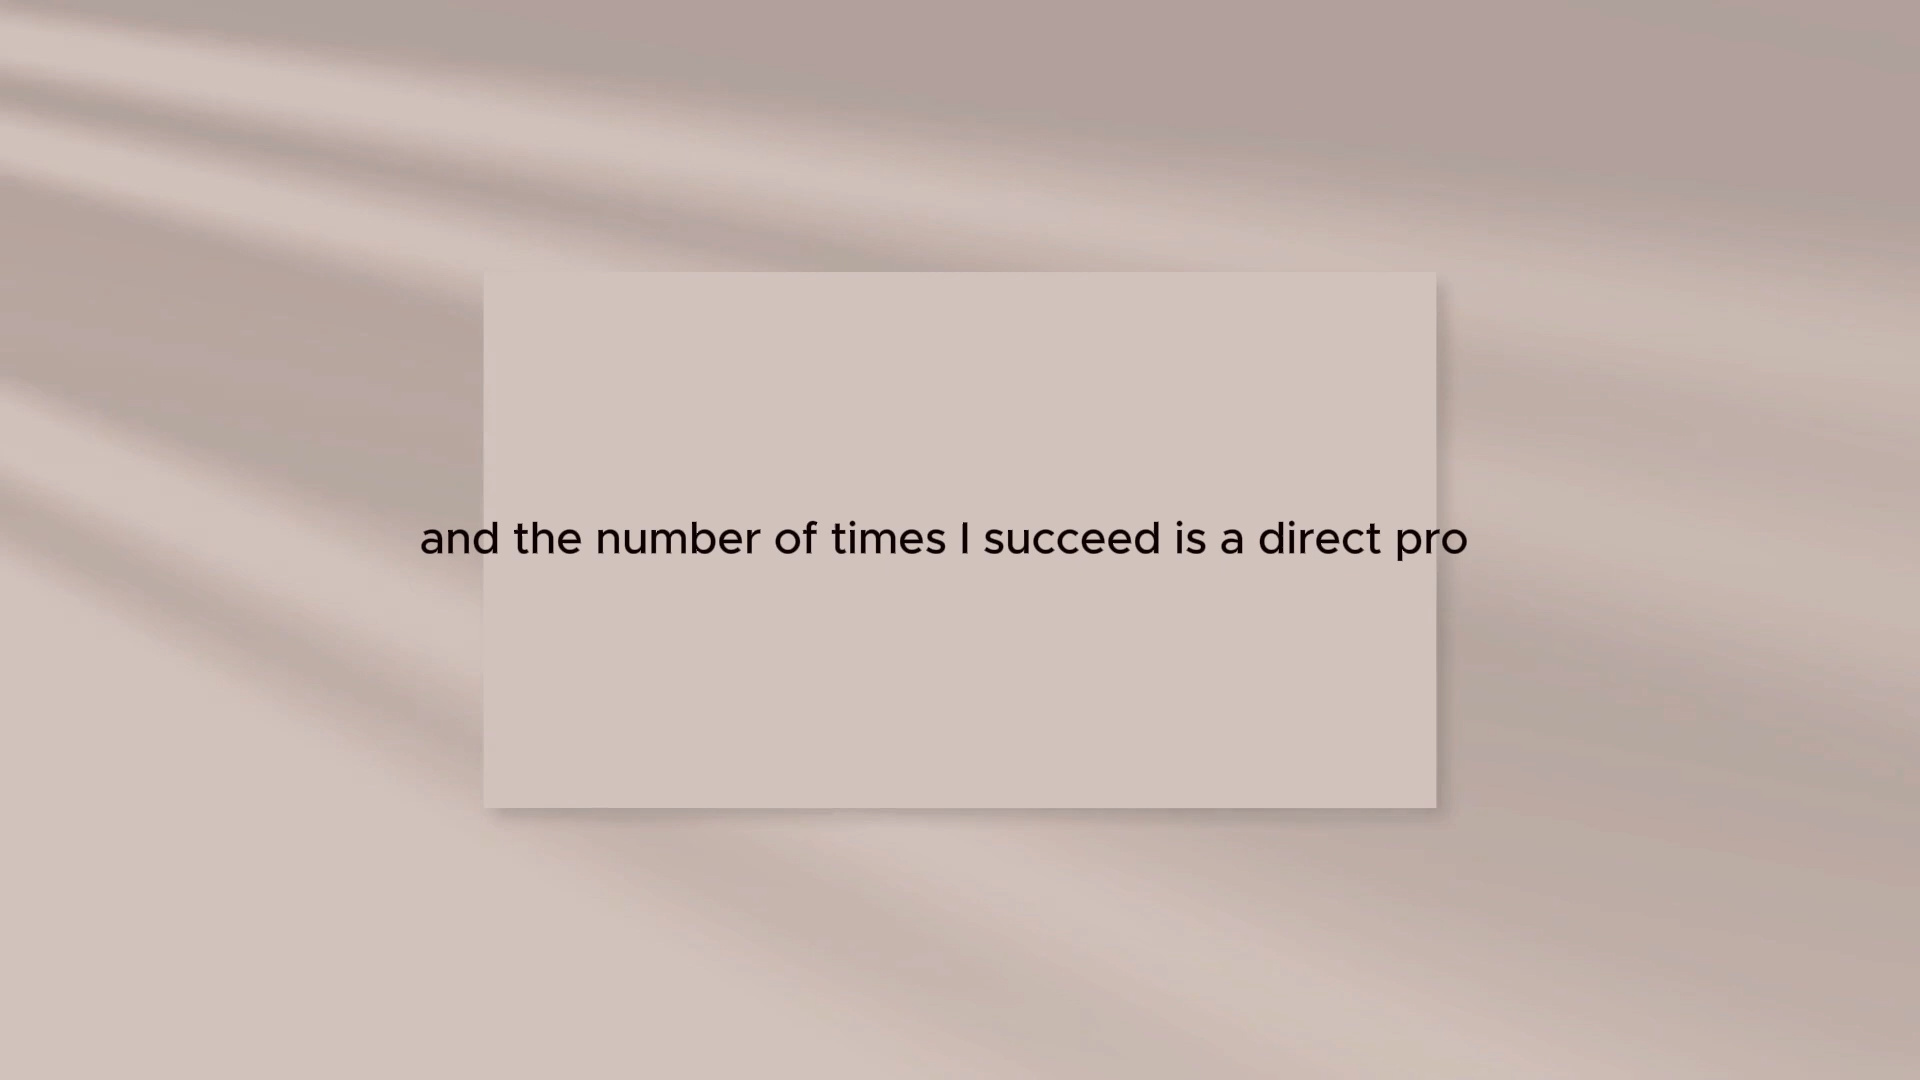 and the number of times I succeed is a direct pro